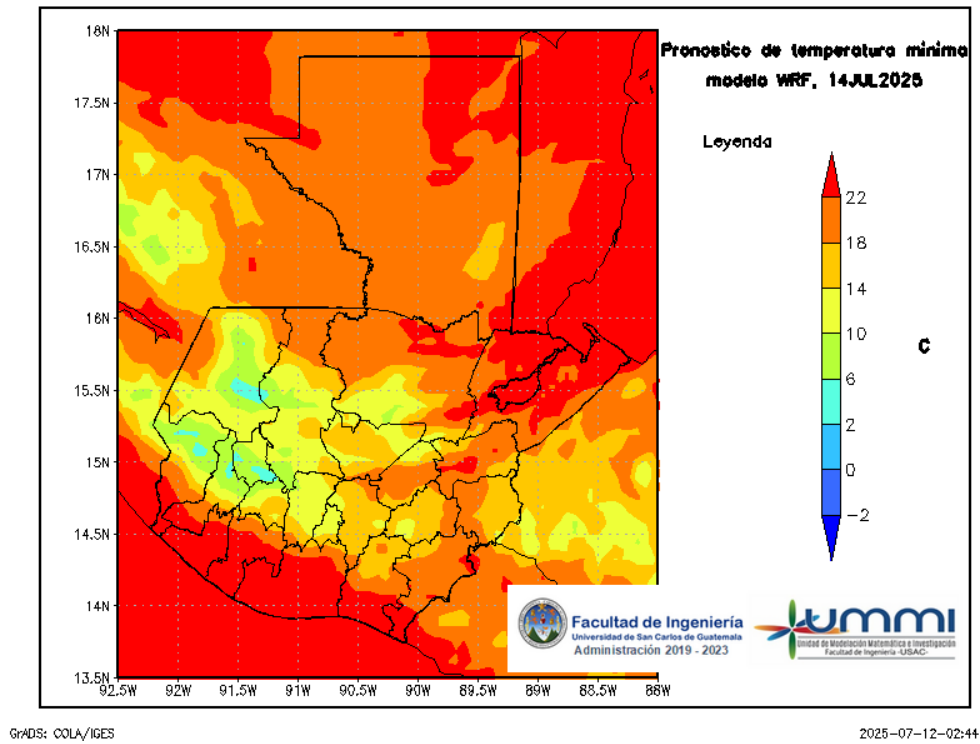 Pronostico de temperatura minima
modelo WRF, 14JUL2025
Leyenda
22
18
14
10
6
2
0
−2
C
18N
17.5N
17N
16.5N
16N
15.5N
15N
14.5N
14N
13.5N
92.5W 92W 91.5W 91W 90.5W 90W 89.5W 89W 88.5W 88W
Facultad de Ingeniería
Universidad de San Carlos de Guatemala
Administración 2019 - 2023
ummi
Unidad de Modelación Matemática e Investigación
Facultad de Ingeniería -USAC-
GrADS: COLA/IGES
2025-07-12-02:44